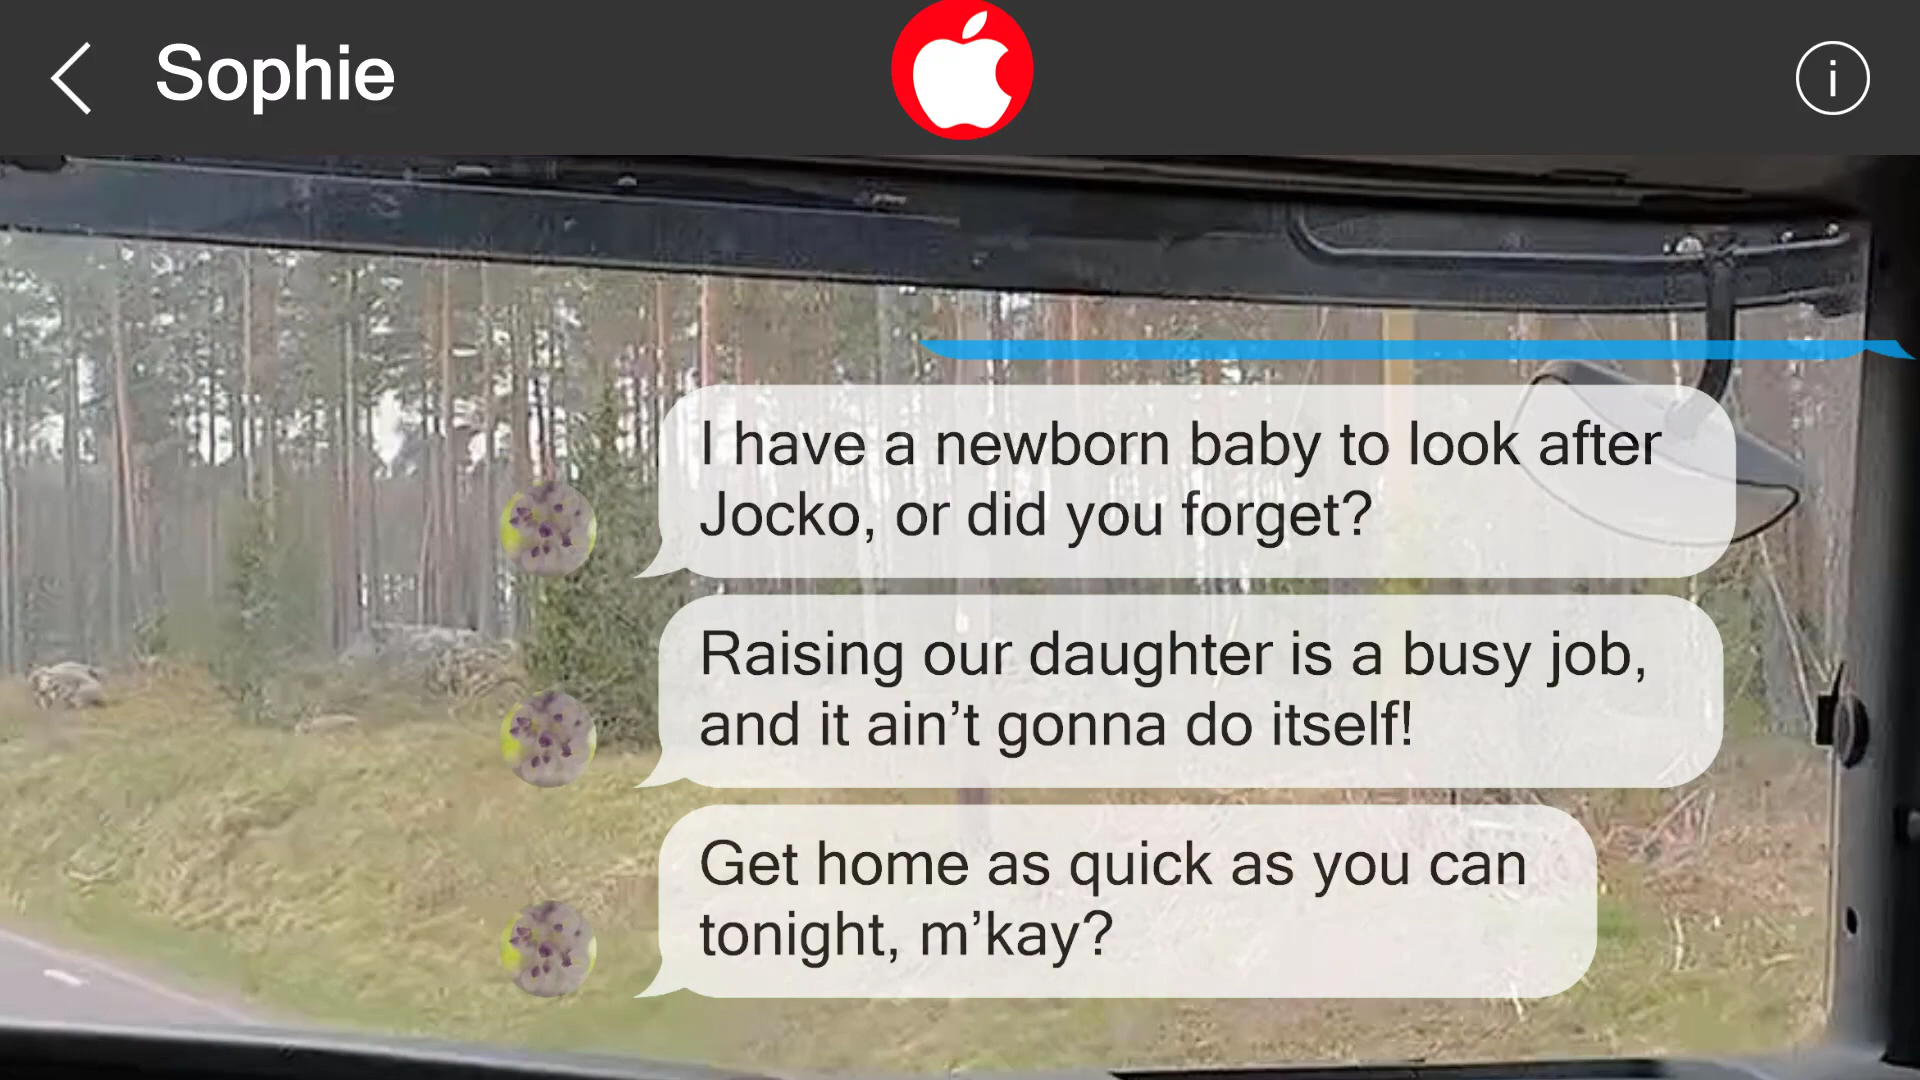 Sophie
I have a newborn baby to look after
Jocko, or did you forget?
Raising our daughter is a busy job,
and it ain’t gonna do itself!
Get home as quick as you can
tonight, m’kay?